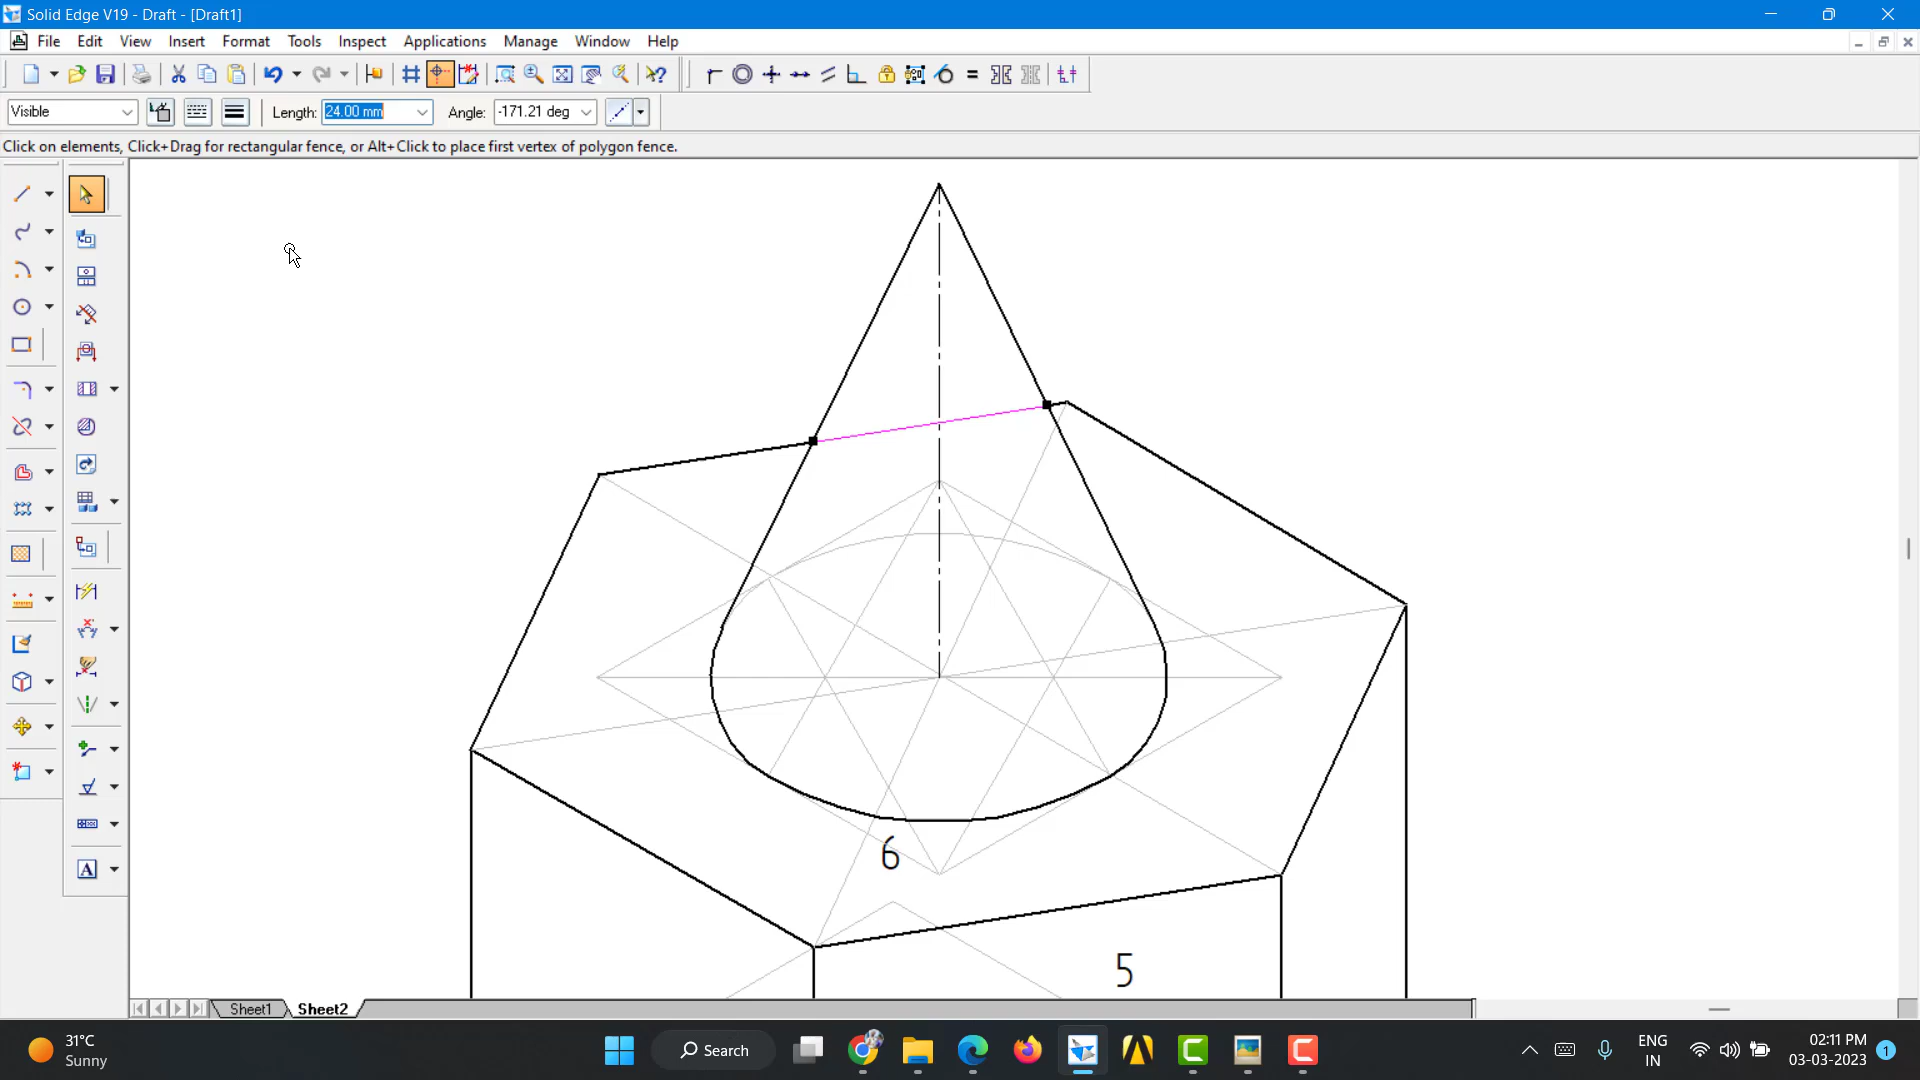 Solid Edge V19 - Draft - [Draft1]
File Edit View Insert Format Tools Inspect Applications Manage Window Help
Visible Length: 24.00 mm Angle: -171.21 deg
Click on elements, Click+Drag for rectangular fence, or Alt+Click to place first vertex of polygon fence.
A
6
5
Sheet1 Sheet2
31°C
Sunny
Search
ENG
IN
02:11 PM
03-03-2023
1